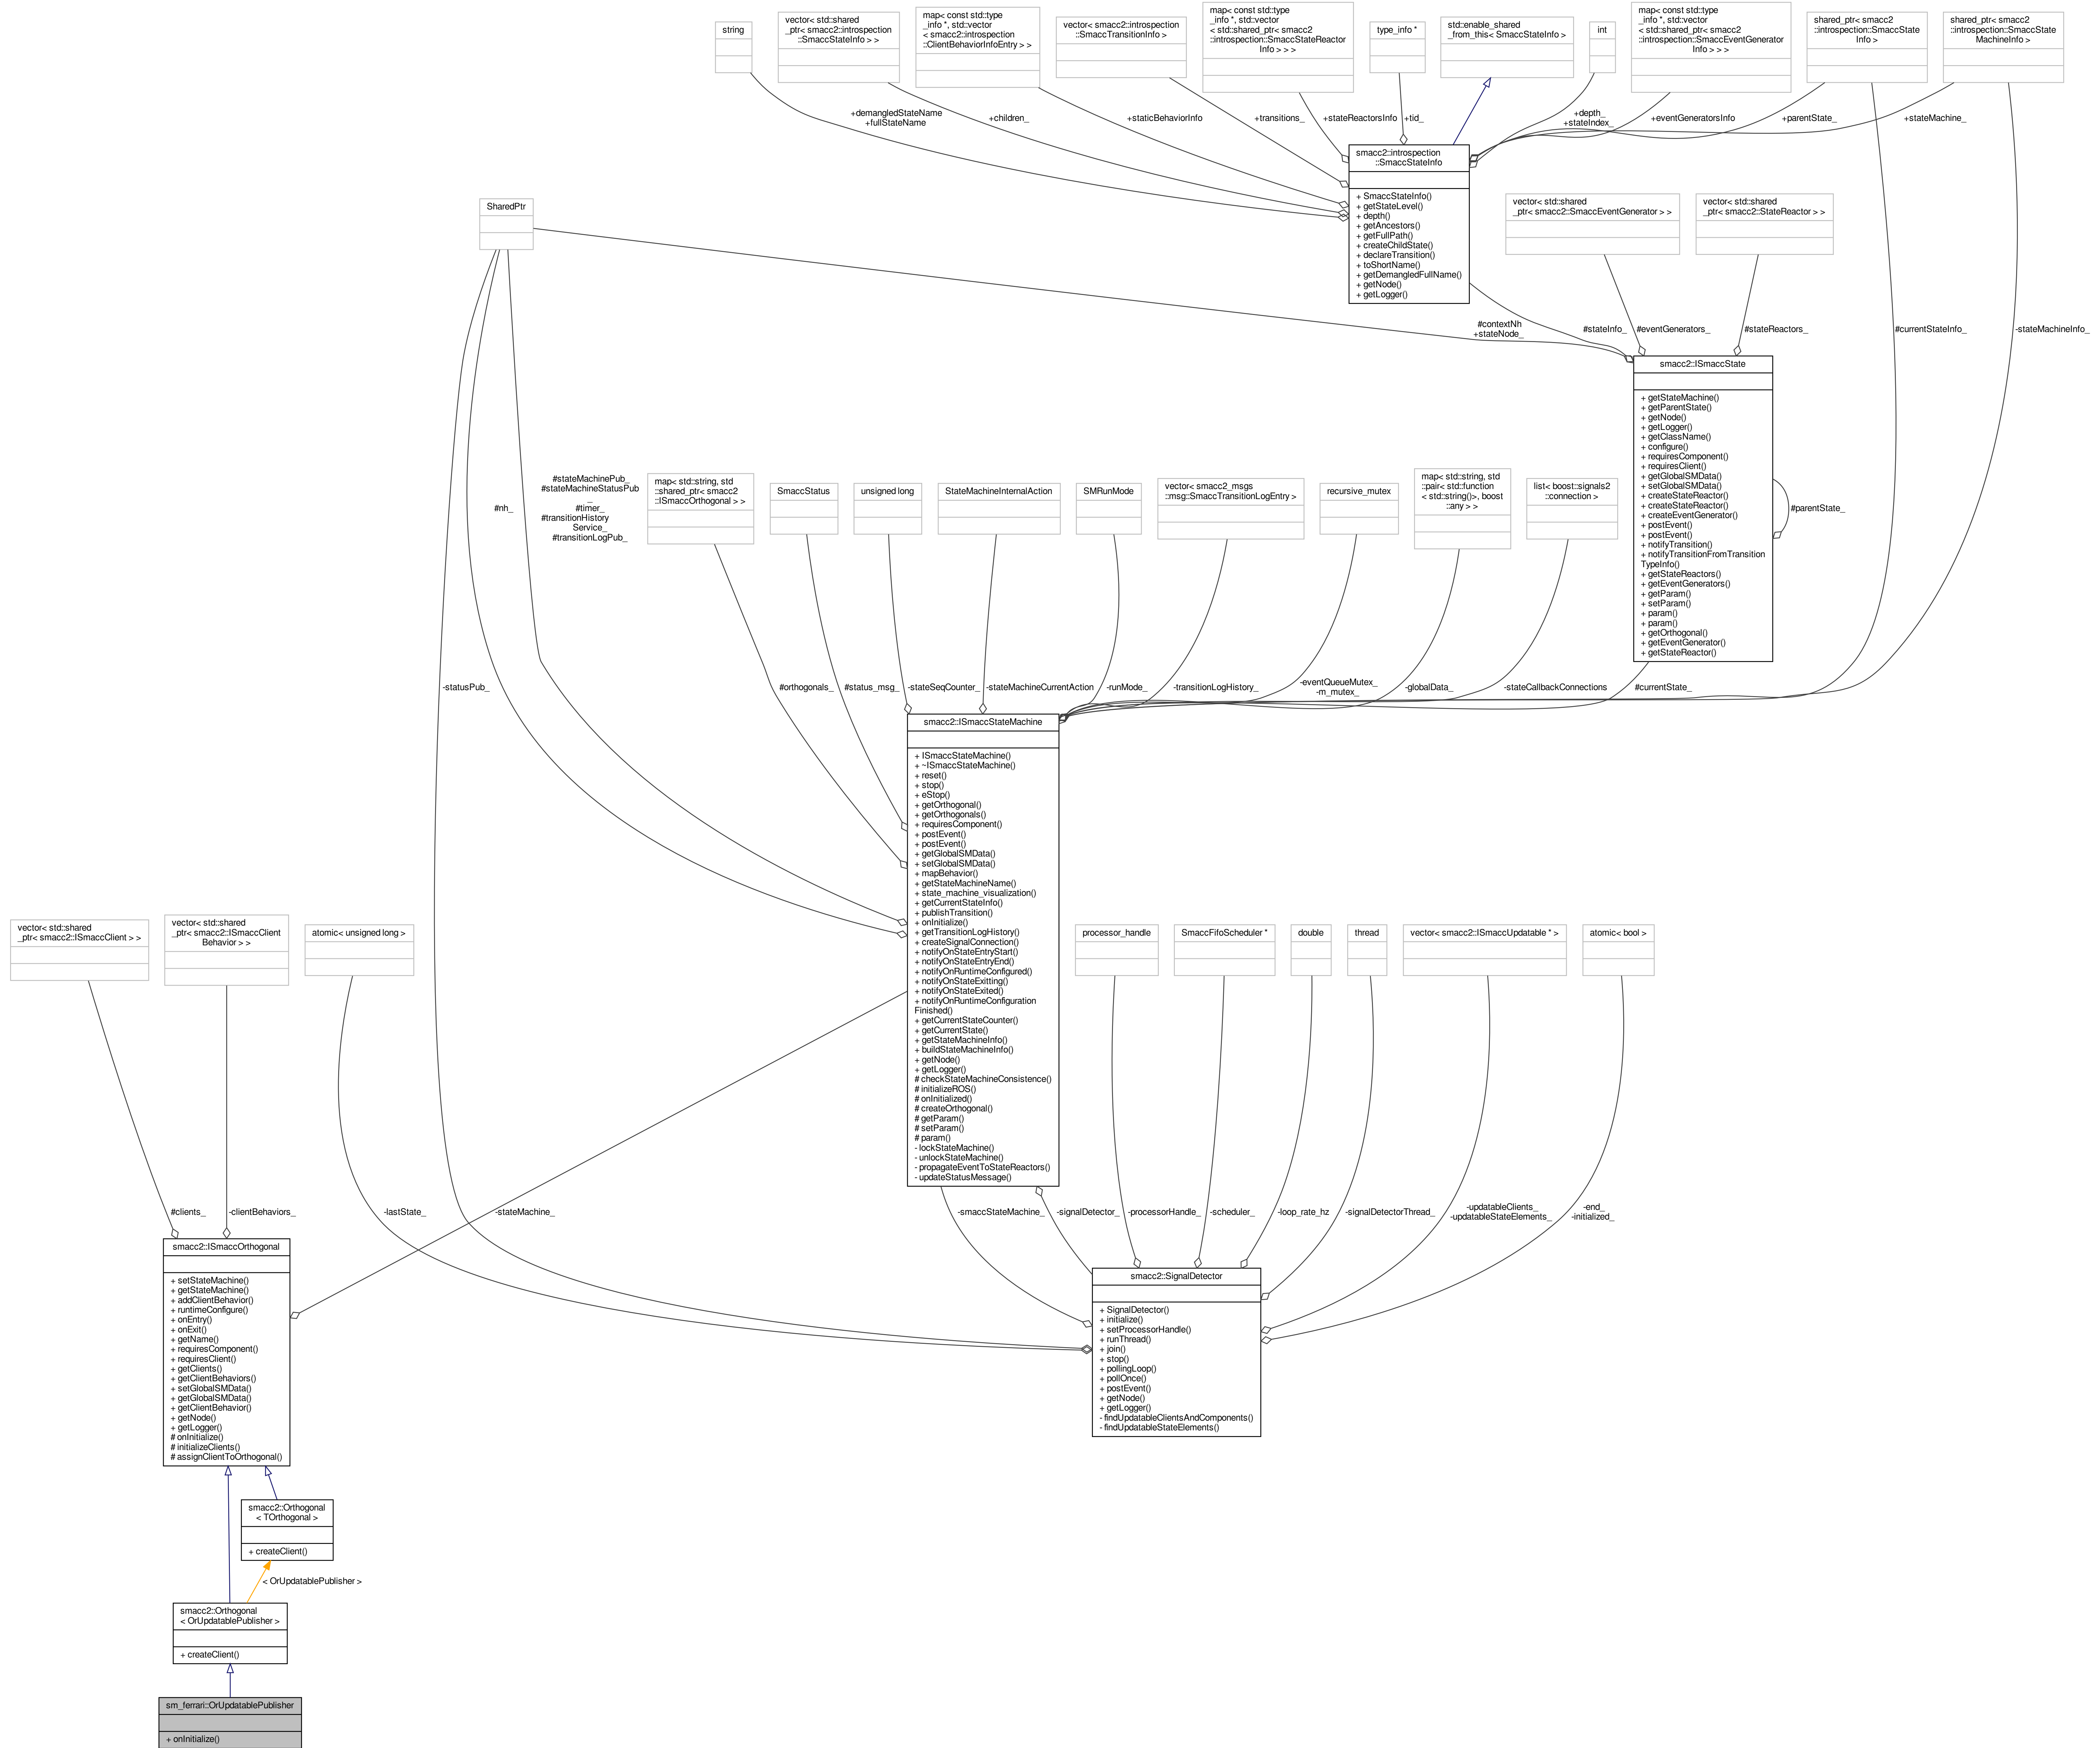 string
vector< std::shared
_ptr< smacc2::introspection
::SmaccStateInfo > >
map< const std::type
_info *, std::vector
< smacc2::introspection
::ClientBehaviorInfoEntry > >
vector< smacc2::introspection
::SmaccTransitionInfo >
map< const std::type
_info *, std::vector
< std::shared_ptr< smacc2
::introspection::SmaccStateReactor
Info > > >
type_info *
std::enable_shared
_from_this< SmaccStateInfo >
int
map< const std::type
_info *, std::vector
< std::shared_ptr< smacc2
::introspection::SmaccEventGenerator
Info > > >
shared_ptr< smacc2
::introspection::SmaccState
Info >
shared_ptr< smacc2
::introspection::SmaccState
MachineInfo >
+demangledStateName
+fullStateName
+children_
+staticBehaviorInfo
+transitions_
+stateReactorsInfo
+tid_
+depth_
+stateIndex_
+eventGeneratorsInfo
+parentState_
+stateMachine_
smacc2::introspection
::SmaccStateInfo
+ SmaccStateInfo()
+ getStateLevel()
+ depth()
+ getAncestors()
+ getFullPath()
+ createChildState()
+ declareTransition()
+ toShortName()
+ getDemangledFullName()
+ getNode()
+ getLogger()
SharedPtr
vector< std::shared
_ptr< smacc2::SmaccEventGenerator > >
vector< std::shared
_ptr< smacc2::StateReactor > >
#contextNh
+stateNode_
#stateInfo_
#eventGenerators_
#stateReactors_
#currentStateInfo_
-stateMachineInfo_
smacc2::ISmaccState
+ getStateMachine()
+ getParentState()
+ getNode()
+ getLogger()
+ getClassName()
+ configure()
+ requiresComponent()
+ requiresClient()
+ getGlobalSMData()
+ setGlobalSMData()
+ createStateReactor()
+ createStateReactor()
+ createEventGenerator()
+ postEvent()
+ postEvent()
+ notifyTransition()
+ notifyTransitionFromTransition
TypeInfo()
+ getStateReactors()
+ getEventGenerators()
+ getParam()
+ setParam()
+ param()
+ param()
+ getOrthogonal()
+ getEventGenerator()
+ getStateReactor()
#parentState_
#nh_
#stateMachinePub_
#stateMachineStatusPub
_
#timer_
#transitionHistory
Service_
#transitionLogPub_
map< std::string, std
::shared_ptr< smacc2
::ISmaccOrthogonal > >
SmaccStatus
unsigned long
StateMachineInternalAction
SMRunMode
vector< smacc2_msgs
::msg::SmaccTransitionLogEntry >
recursive_mutex
map< std::string, std
::pair< std::function
< std::string()>, boost
::any > >
list< boost::signals2
::connection >
-statusPub_
#orthogonals_
#status_msg_
-stateSeqCounter_
-stateMachineCurrentAction
-runMode_
-transitionLogHistory_
-eventQueueMutex_
-m_mutex_
-globalData_
-stateCallbackConnections
#currentState_
smacc2::ISmaccStateMachine
+ ISmaccStateMachine()
+ ~ISmaccStateMachine()
+ reset()
+ stop()
+ eStop()
+ getOrthogonal()
+ getOrthogonals()
+ requiresComponent()
+ postEvent()
+ postEvent()
+ getGlobalSMData()
+ setGlobalSMData()
+ mapBehavior()
+ getStateMachineName()
+ state_machine_visualization()
+ getCurrentStateInfo()
+ publishTransition()
+ onInitialize()
+ getTransitionLogHistory()
+ createSignalConnection()
+ notifyOnStateEntryStart()
+ notifyOnStateEntryEnd()
+ notifyOnRuntimeConfigured()
+ notifyOnStateExitting()
+ notifyOnStateExited()
+ notifyOnRuntimeConfiguration
Finished()
+ getCurrentStateCounter()
+ getCurrentState()
+ getStateMachineInfo()
+ buildStateMachineInfo()
+ getNode()
+ getLogger()
# checkStateMachineConsistence()
# initializeROS()
# onInitialized()
# createOrthogonal()
# getParam()
# setParam()
# param()
- lockStateMachine()
- unlockStateMachine()
- propagateEventToStateReactors()
- updateStatusMessage()
vector< std::shared
_ptr< smacc2::ISmaccClient > >
vector< std::shared
_ptr< smacc2::ISmaccClient
Behavior > >
atomic< unsigned long >
processor_handle
SmaccFifoScheduler *
double
thread
vector< smacc2::ISmaccUpdatable * >
atomic< bool >
#clients_
-clientBehaviors_
-lastState_
-stateMachine_
-smaccStateMachine_
-signalDetector_
-processorHandle_
-scheduler_
-loop_rate_hz
-signalDetectorThread_
-updatableClients_
-updatableStateElements_
-end_
-initialized_
smacc2::ISmaccOrthogonal
+ setStateMachine()
+ getStateMachine()
+ addClientBehavior()
+ runtimeConfigure()
+ onEntry()
+ onExit()
+ getName()
+ requiresComponent()
+ requiresClient()
+ getClients()
+ getClientBehaviors()
+ setGlobalSMData()
+ getGlobalSMData()
+ getClientBehavior()
+ getNode()
+ getLogger()
# onInitialize()
# initializeClients()
# assignClientToOrthogonal()
smacc2::SignalDetector
+ SignalDetector()
+ initialize()
+ setProcessorHandle()
+ runThread()
+ join()
+ stop()
+ pollingLoop()
+ pollOnce()
+ postEvent()
+ getNode()
+ getLogger()
- findUpdatableClientsAndComponents()
- findUpdatableStateElements()
smacc2::Orthogonal
< TOrthogonal >
+ createClient()
< OrUpdatablePublisher >
smacc2::Orthogonal
< OrUpdatablePublisher >
+ createClient()
sm_ferrari::OrUpdatablePublisher
+ onInitialize()